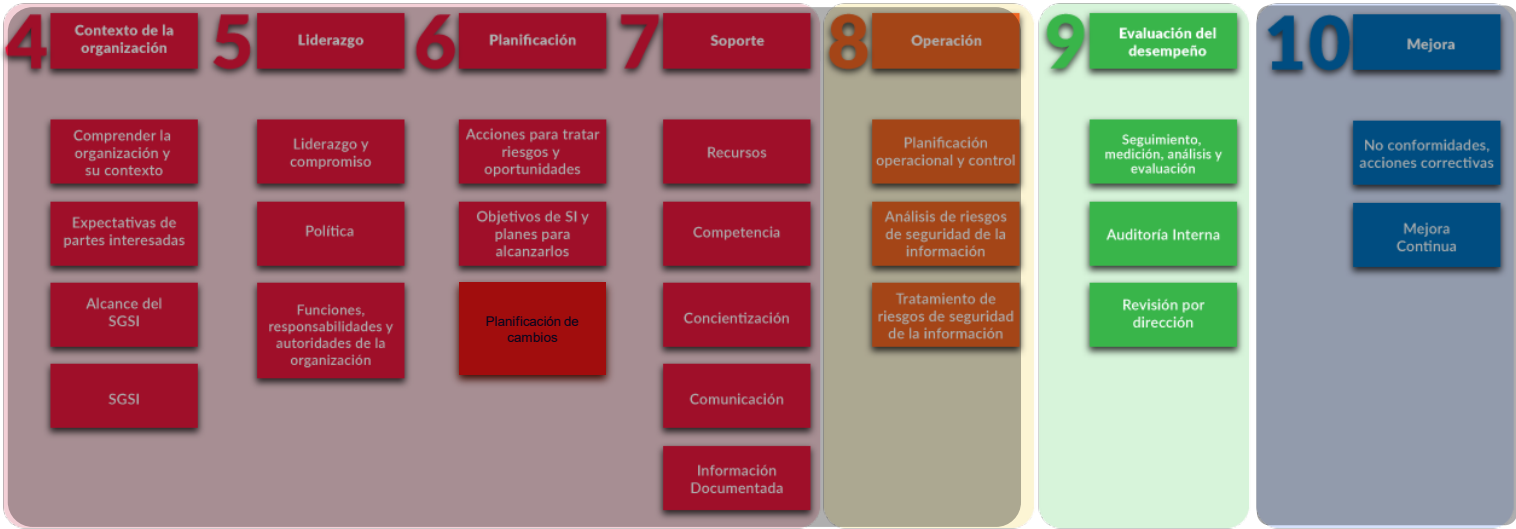 4
Contexto de la
organización
5
Liderazgo
6
Planificación
7
Soporte
8
Operación
9
Evaluación del
desempeño
10
Mejora
Comprender la
organización y
su contexto
Expectativas de
partes interesadas
Alcance del
SGSI
SGSI
Liderazgo y
compromiso
Política
Funciones,
responsabilidades y
autoridades de la
organización
Acciones para tratar
riesgos y
oportunidades
Objetivos de SI y
planes para
alcanzarlos
Planificación de
cambios
Recursos
Competencia
Concientización
Comunicación
Información
Documentada
Planificación
operacional y control
Análisis de riesgos
de seguridad de la
información
Tratamiento de
riesgos de seguridad
de la información
Seguimiento,
medición, análisis y
evaluación
Auditoría Interna
Revisión por
dirección
No conformidades,
acciones correctivas
Mejora
Continua